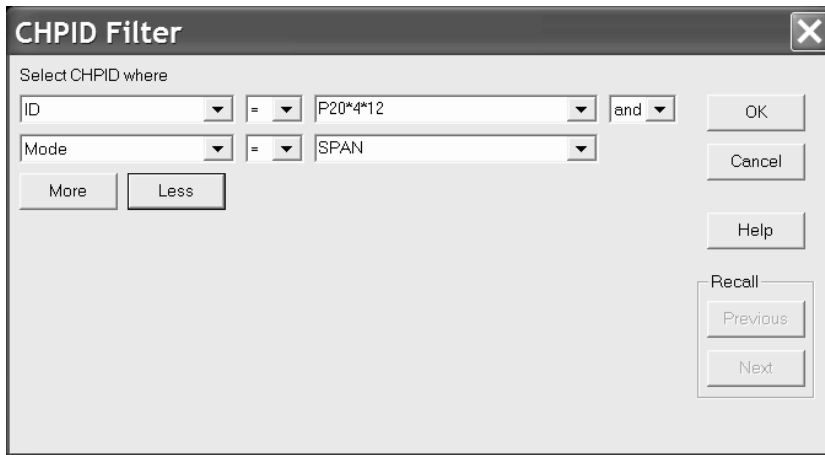 CHPID Filter
Select CHPID where
ID = P20*4*12 and
Mode = SPAN
More Less
OK
Cancel
Help
Recall
Previous
Next